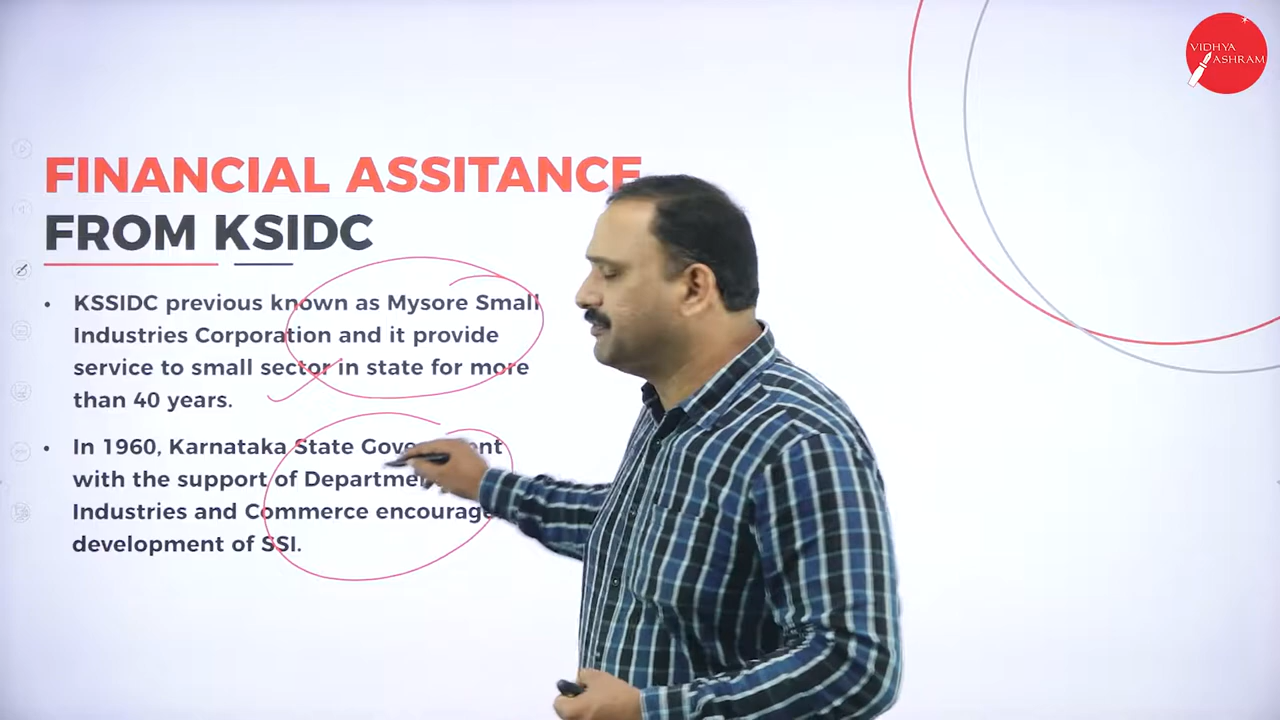 VIDHYA
ASHRAM
FINANCIAL ASSITANCE
FROM KSIDC
• KSSIDC previous known as Mysore Small
Industries Corporation and it provide
service to small sector in state for more
than 40 years.
• In 1960, Karnataka State Government
with the support of
Industries and Commerce
development of SSI.